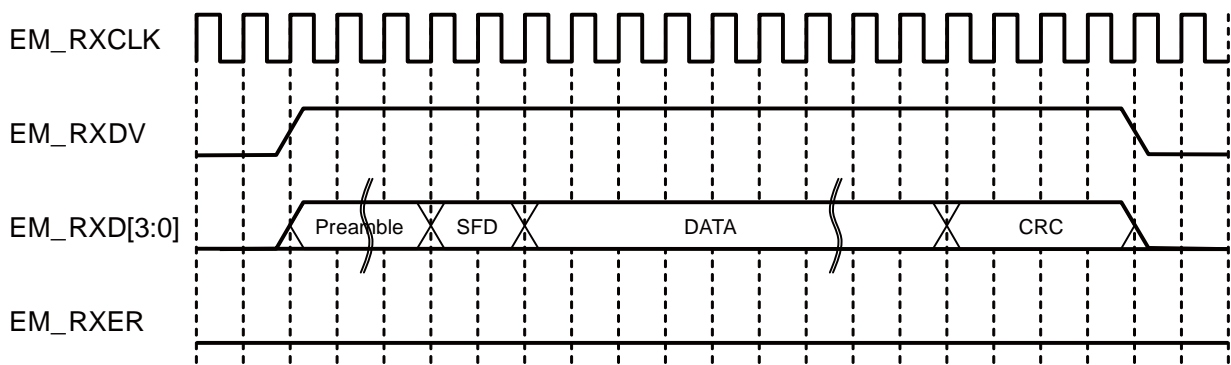 EM_RXCLK
EM_RXDV
EM_RXD[3:0]
Preamble
SFD
DATA
CRC
EM_RXER